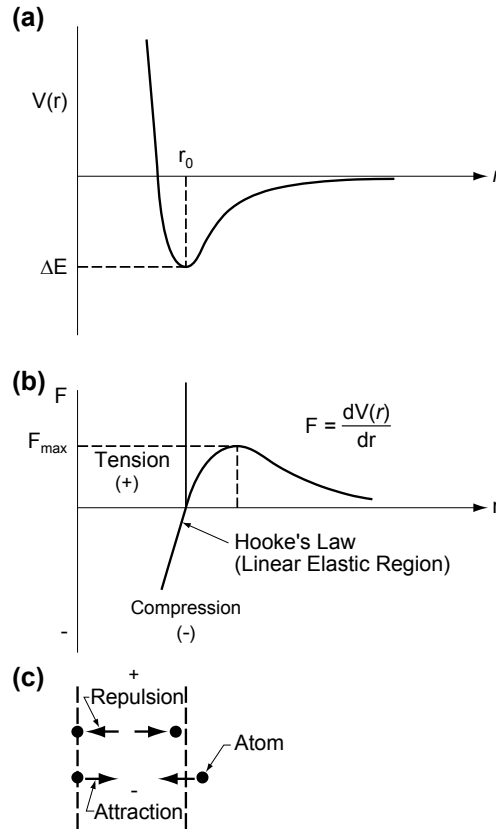 (a)
V(r)
r0
r
ΔE
(b)
F
Fmax
F = dV(r)
dr
Tension
(+)
r
Hooke's Law
(Linear Elastic Region)
Compression
(-)
-
(c)
+
Repulsion
Atom
-
Attraction